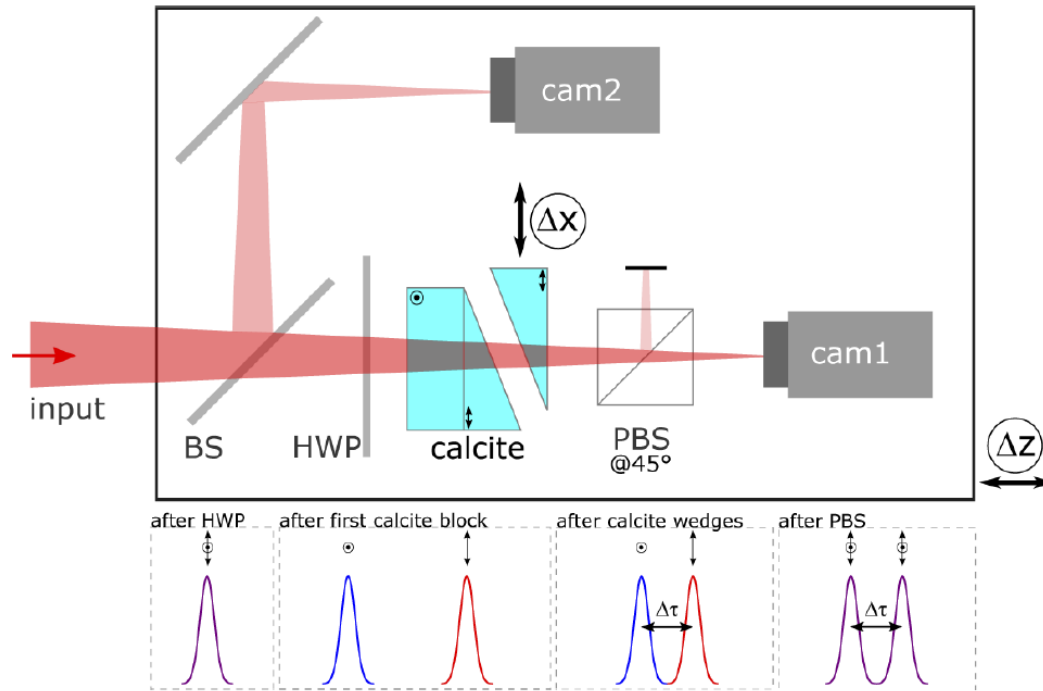 cam2
Δx
cam1
input
BS
HWP
calcite
PBS
@45°
Δz
after HWP
after first calcite block
after calcite wedges
after PBS
Δτ
Δτ